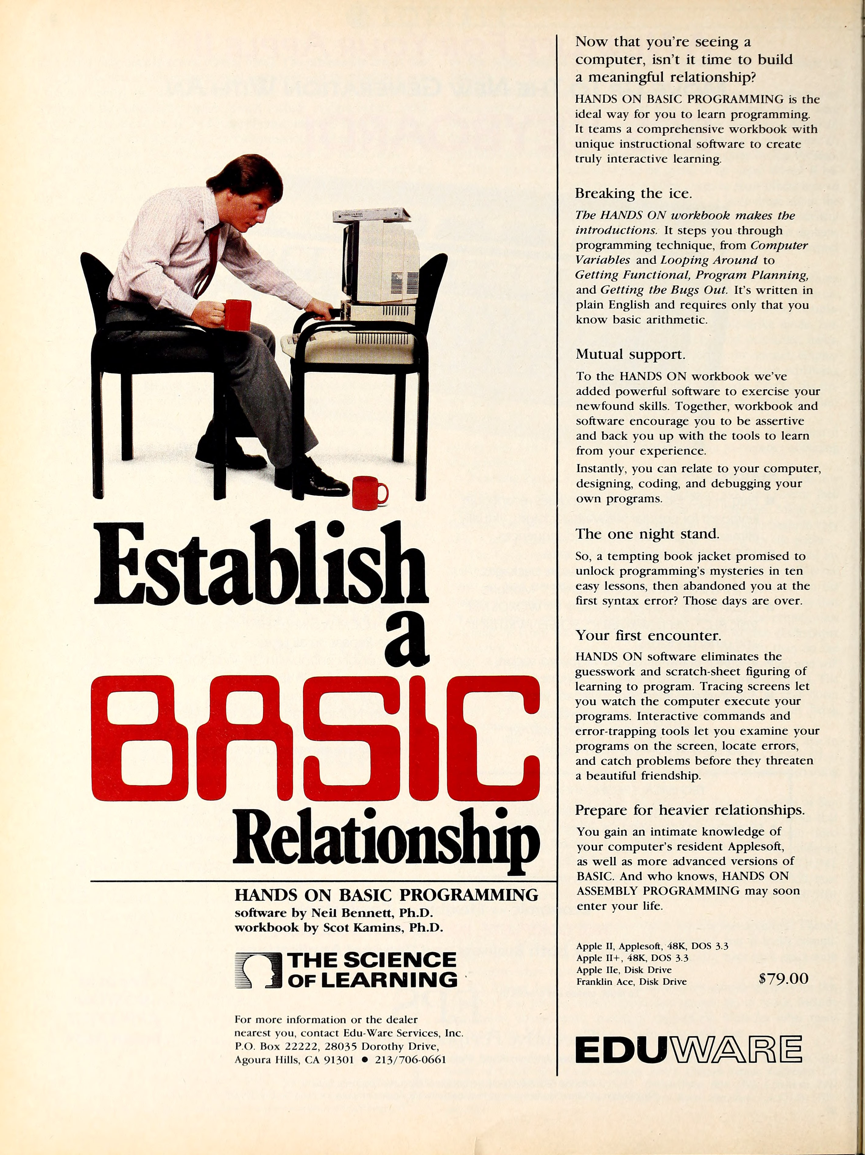 Establish
a
BASIC
Relationship
HANDS ON BASIC PROGRAMMING
software by Neil Bennett, Ph.D.
workbook by Scot Kamins, Ph.D.
THE SCIENCE
OF LEARNING
For more information or the dealer
nearest you, contact Edu-Ware Services, Inc.
P.O. Box 22222, 28035 Dorothy Drive,
Agoura Hills, CA 91301 ● 213/706-0661
Now that you're seeing a
computer, isn't it time to build
a meaningful relationship?
HANDS ON BASIC PROGRAMMING is the
ideal way for you to learn programming.
It teams a comprehensive workbook with
unique instructional software to create
truly interactive learning.
Breaking the ice.
The HANDS ON workbook makes the
introductions. It steps you through
programming technique, from Computer
Variables and Looping Around to
Getting Functional, Program Planning,
and Getting the Bugs Out. It's written in
plain English and requires only that you
know basic arithmetic.
Mutual support.
To the HANDS ON workbook we've
added powerful software to exercise your
newfound skills. Together, workbook and
software encourage you to be assertive
and back you up with the tools to learn
from your experience.
Instantly, you can relate to your computer,
designing, coding, and debugging your
own programs.
The one night stand.
So, a tempting book jacket promised to
unlock programming's mysteries in ten
easy lessons, then abandoned you at the
first syntax error? Those days are over.
Your first encounter.
HANDS ON software eliminates the
guesswork and scratch-sheet figuring of
learning to program. Tracing screens let
you watch the computer execute your
programs. Interactive commands and
error-trapping tools let you examine your
programs on the screen, locate errors,
and catch problems before they threaten
a beautiful friendship.
Prepare for heavier relationships.
You gain an intimate knowledge of
your computer's resident Applesoft,
as well as more advanced versions of
BASIC. And who knows, HANDS ON
ASSEMBLY PROGRAMMING may soon
enter your life.
Apple II, Applesoft, 48K, DOS 3.3
Apple II+, 48K, DOS 3.3
Apple IIe, Disk Drive
Franklin Ace, Disk Drive
$79.00
EDUWARE